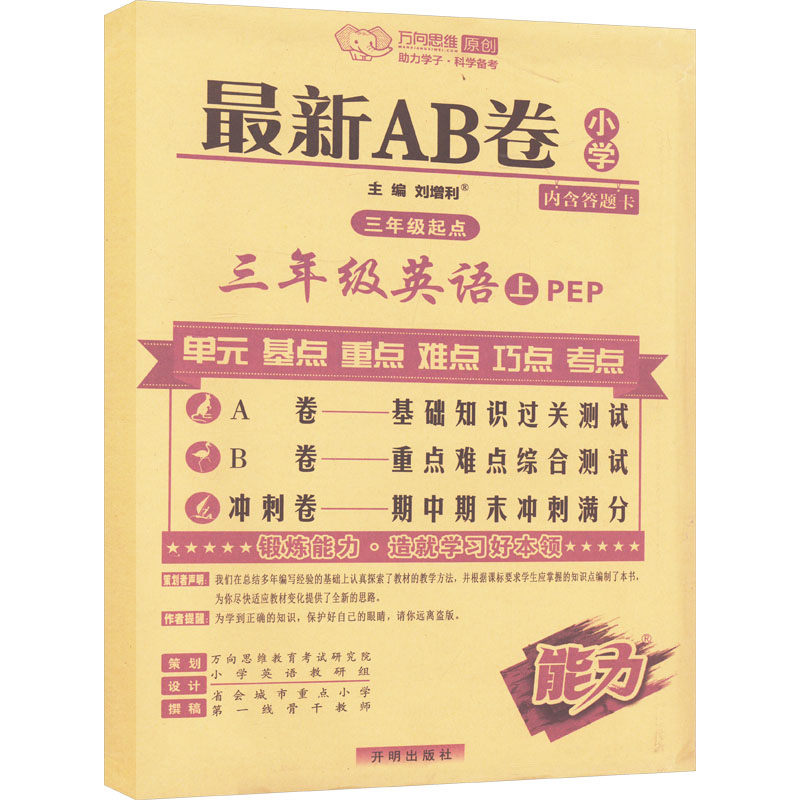 万向思维 原创
WANXIANGSIWEI.COM
助力学子·科学备考
最新AB卷 小学
主编 刘增利®
内含答题卡
三年级起点
三年级英语 上 PEP
单元 基点 重点 难点 巧点 考点
A 卷——基础知识过关测试
B 卷——重点难点综合测试
冲刺卷——期中期末冲刺满分
★★★★★锻炼能力·造就学习好本领★★★★★
策划者声明: 我们在总结多年编写经验的基础上认真探索了教材的教学方法，并根据课标要求学生应掌握的知识点编制了本书，
为你尽快适应教材变化提供了全新的思路。
作者提醒: 为学到正确的知识，保护好自己的眼睛，请你远离盗版。
策划 万向思维教育考试研究院
小学英语教研组
设计
省会城市重点小学
撰稿 第一线骨干教师
能力®
开明出版社